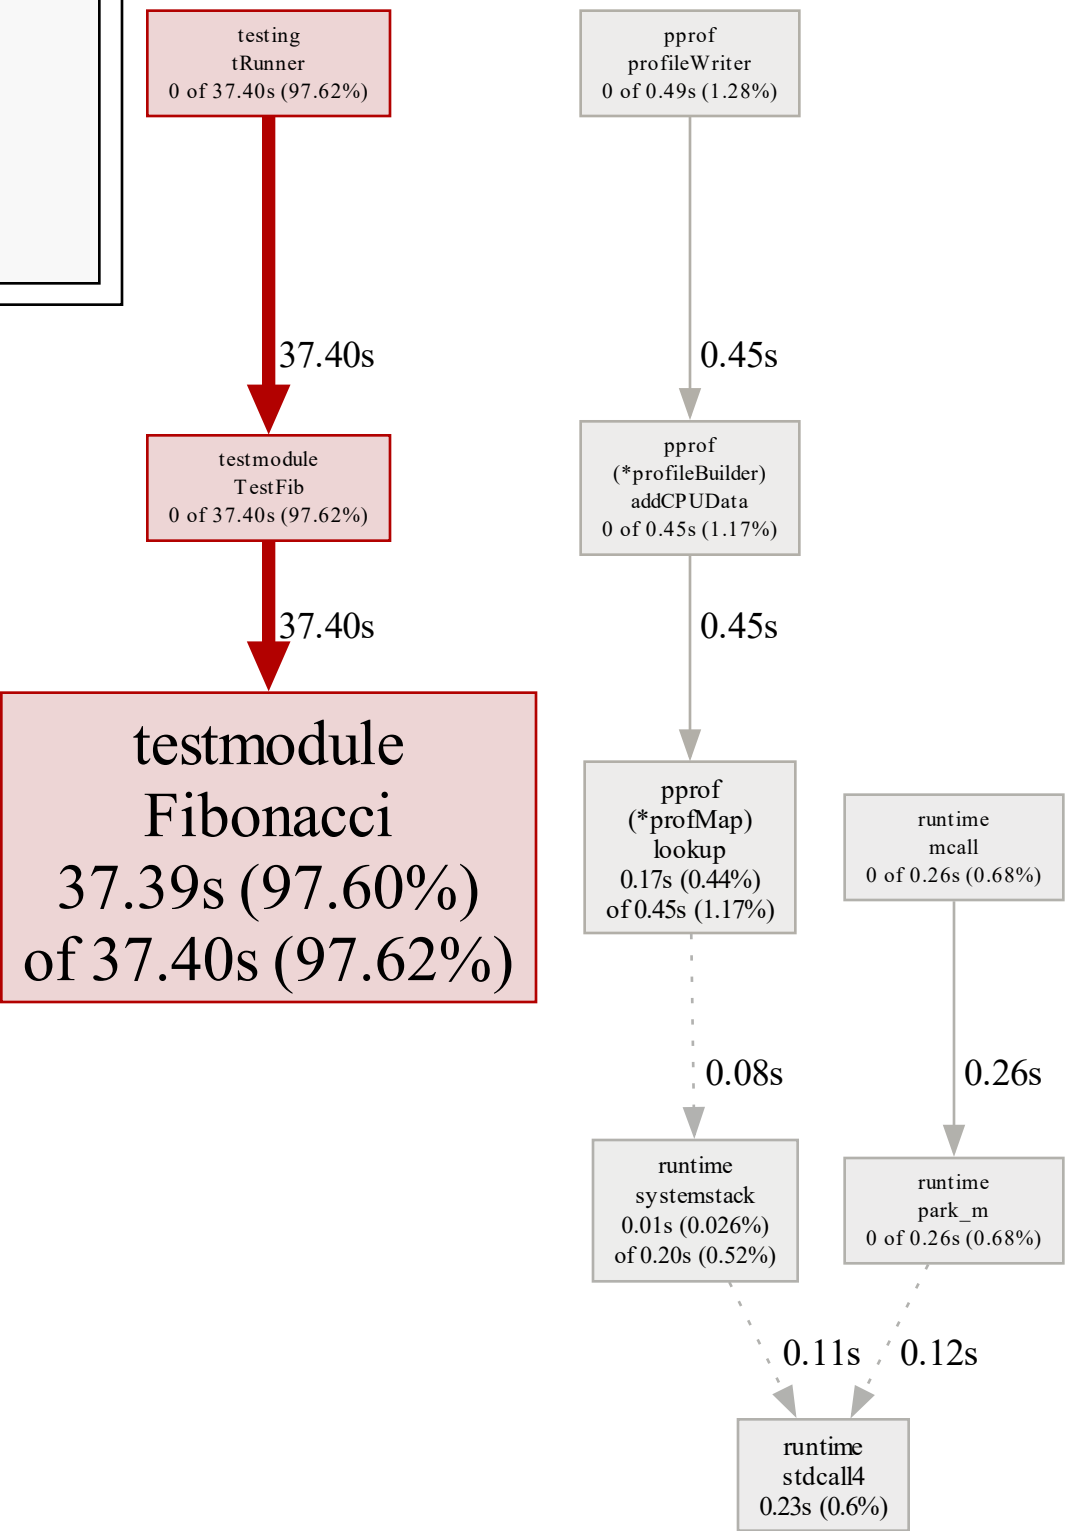 testing
tRunner
0 of 37.40s (97.62%)
pprof
profileWriter
0 of 0.49s (1.28%)
37.40s
0.45s
testmodule
TestFib
0 of 37.40s (97.62%)
pprof
(*profileBuilder)
addCPUData
0 of 0.45s (1.17%)
37.40s
0.45s
testmodule
Fibonacci
37.39s (97.60%)
of 37.40s (97.62%)
pprof
(*profMap)
lookup
0.17s (0.44%)
of 0.45s (1.17%)
runtime
mcall
0 of 0.26s (0.68%)
0.08s
0.26s
runtime
systemstack
0.01s (0.026%)
of 0.20s (0.52%)
runtime
park_m
0 of 0.26s (0.68%)
0.11s
0.12s
runtime
stdcall4
0.23s (0.6%)